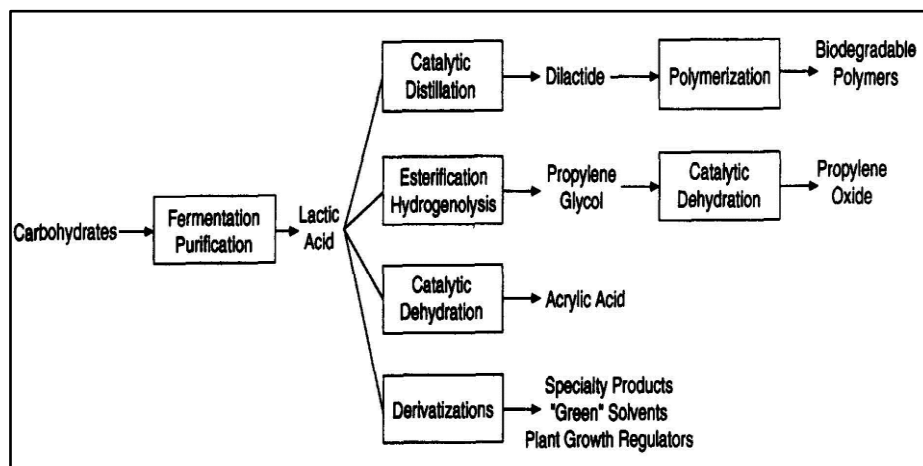 Catalytic
Distillation
Dilactide
Polymerization
Biodegradable
Polymers
Esterification
Hydrogenolysis
Propylene
Glycol
Catalytic
Dehydration
Propylene
Oxide
Carbohydrates
Fermentation
Purification
Lactic
Acid
Catalytic
Dehydration
Acrylic Acid
Derivatizations
Specialty Products
"Green" Solvents
Plant Growth Regulators